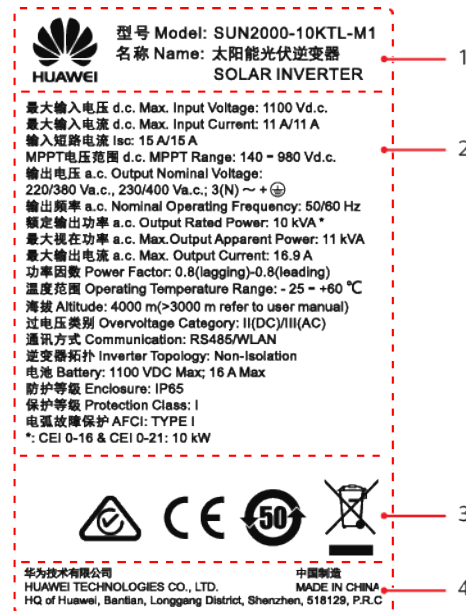 HUAWEI
型号 Model: SUN2000-10KTL-M1
名称 Name: 太阳能光伏逆变器
SOLAR INVERTER
1
最大输入电压 d.c. Max. Input Voltage: 1100 Vd.c.
最大输入电流 d.c. Max. Input Current: 11 A/11 A
输入短路电流 Isc: 15 A/15 A
MPPT电压范围 d.c. MPPT Range: 140 - 980 Vd.c.
输出电压 a.c. Output Nominal Voltage:
220/380 Va.c., 230/400 Va.c.; 3(N) ~ +
输出频率 a.c. Nominal Operating Frequency: 50/60 Hz
额定输出功率 a.c. Output Rated Power: 10 kVA *
最大视在功率 a.c. Max.Output Apparent Power: 11 kVA
最大输出电流 a.c. Max. Output Current: 16.9 A
功率因数 Power Factor: 0.8(lagging)-0.8(leading)
温度范围 Operating Temperature Range: - 25 - +60 ℃
海拔 Altitude: 4000 m(>3000 m refer to user manual)
过电压类别 Overvoltage Category: II(DC)/III(AC)
通讯方式 Communication: RS485/WLAN
逆变器拓扑 Inverter Topology: Non-isolation
电池 Battery: 1100 VDC Max; 16 A Max
防护等级 Enclosure: IP65
保护等级 Protection Class: I
电弧故障保护 AFCI: TYPE I
*: CEI 0-16 & CEI 0-21: 10 kW
2
CE
50
3
华为技术有限公司 中国制造
HUAWEI TECHNOLOGIES CO., LTD. MADE IN CHINA
HQ of Huawei, Bantian, Longgang District, Shenzhen, 518129, P.R.C
4